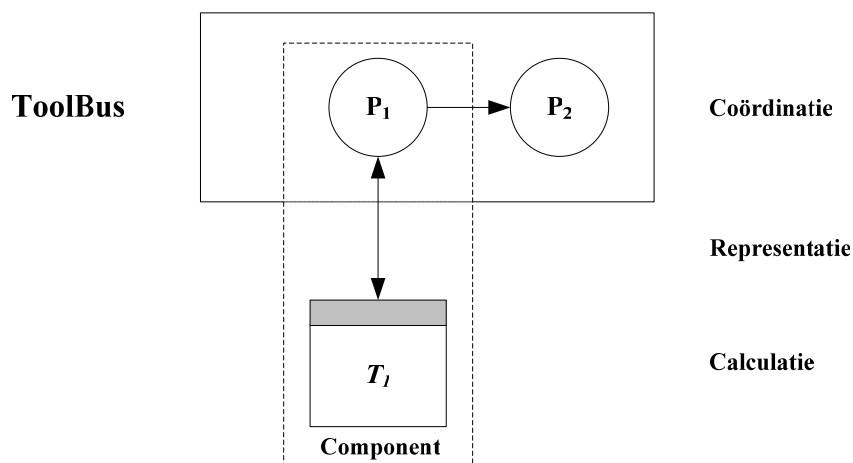 ToolBus
P₁
P₂
Coördinatie
Representatie
T₁
Calculatie
Component